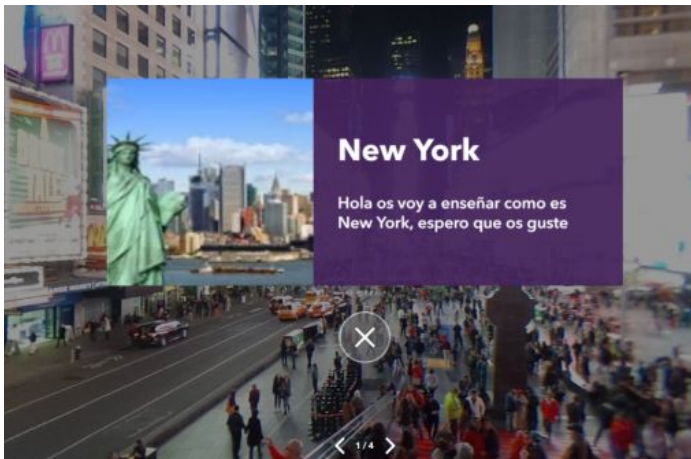 New York
Hola os voy a enseñar como es
New York, espero que os guste
1/4